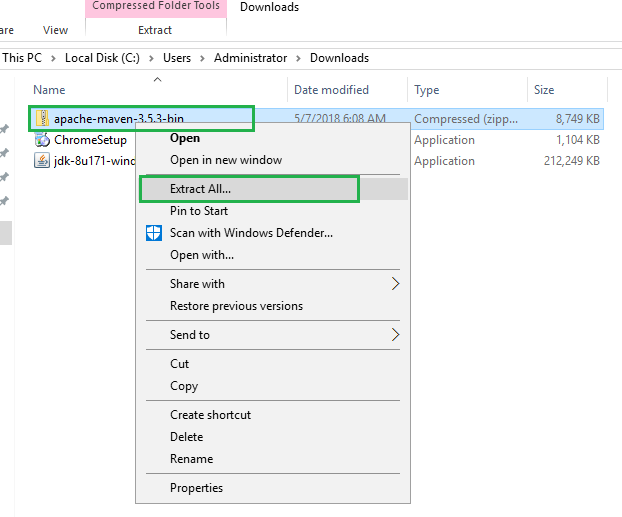 Compressed Folder Tools Downloads
View Extract
This PC > Local Disk (C:) > Users > Administrator > Downloads
Name Date modified Type Size
apache-maven-3.5.3-bin 5/7/2018 6:08 AM Compressed (zipp... 8,749 KB
ChromeSetup Application 1,104 KB
jdk-8u171-wind Application 212,249 KB
Open
Open in new window
Extract All...
Pin to Start
Scan with Windows Defender...
Open with...
Share with
Restore previous versions
Send to
Cut
Copy
Create shortcut
Delete
Rename
Properties